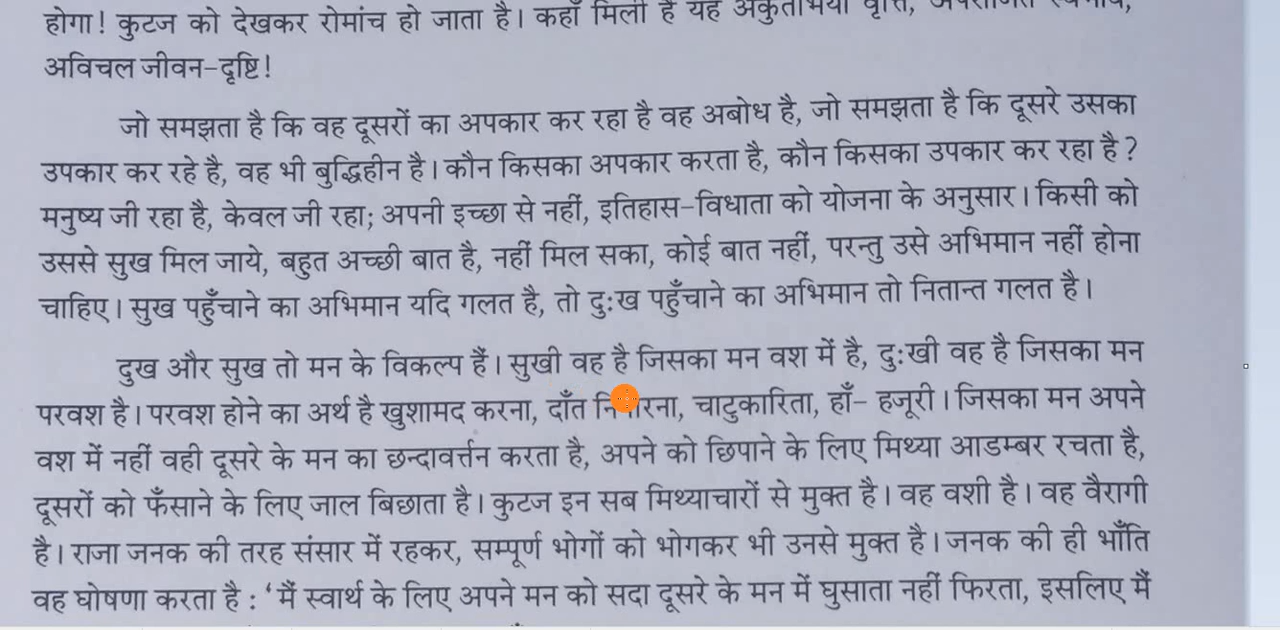 होगा! कुटज को देखकर रोमांच हो जाता है। कहाँ मिली है यह
अविचल जीवन-दृष्टि!
जो समझता है कि वह दूसरों का अपकार कर रहा है वह अबोध है, जो समझता है कि दूसरे उसका
उपकार कर रहे है, वह भी बुद्धिहीन है। कौन किसका अपकार करता है, कौन किसका उपकार कर रहा है?
मनुष्य जी रहा है, केवल जी रहा; अपनी इच्छा से नहीं, इतिहास-विधाता को योजना के अनुसार। किसी को
उससे सुख मिल जाये, बहुत अच्छी बात है, नहीं मिल सका, कोई बात नहीं, परन्तु उसे अभिमान नहीं होना
चाहिए। सुख पहुँचाने का अभिमान यदि गलत है, तो दुःख पहुँचाने का अभिमान तो नितान्त गलत है।
दुख और सुख तो मन के विकल्प हैं। सुखी वह है जिसका मन वश में है, दुःखी वह है जिसका मन
परवश है। परवश होने का अर्थ है खुशामद करना, दाँत चाटुकारिता, हाँ- हजूरी। जिसका मन अपने
वश में नहीं वही दूसरे के मन का छन्दावर्त्तन करता है, अपने को छिपाने के लिए मिथ्या आडम्बर रचता है,
दूसरों को फँसाने के लिए जाल बिछाता है। कुटज इन सब मिथ्याचारों से मुक्त है। वह वशी है। वह वैरागी
है। राजा जनक की तरह संसार में रहकर, सम्पूर्ण भोगों को भोगकर भी उनसे मुक्त है। जनक की ही भाँति
वह घोषणा करता है : 'मैं स्वार्थ के लिए अपने मन को सदा दूसरे के मन में घुसाता नहीं फिरता, इसलिए मैं